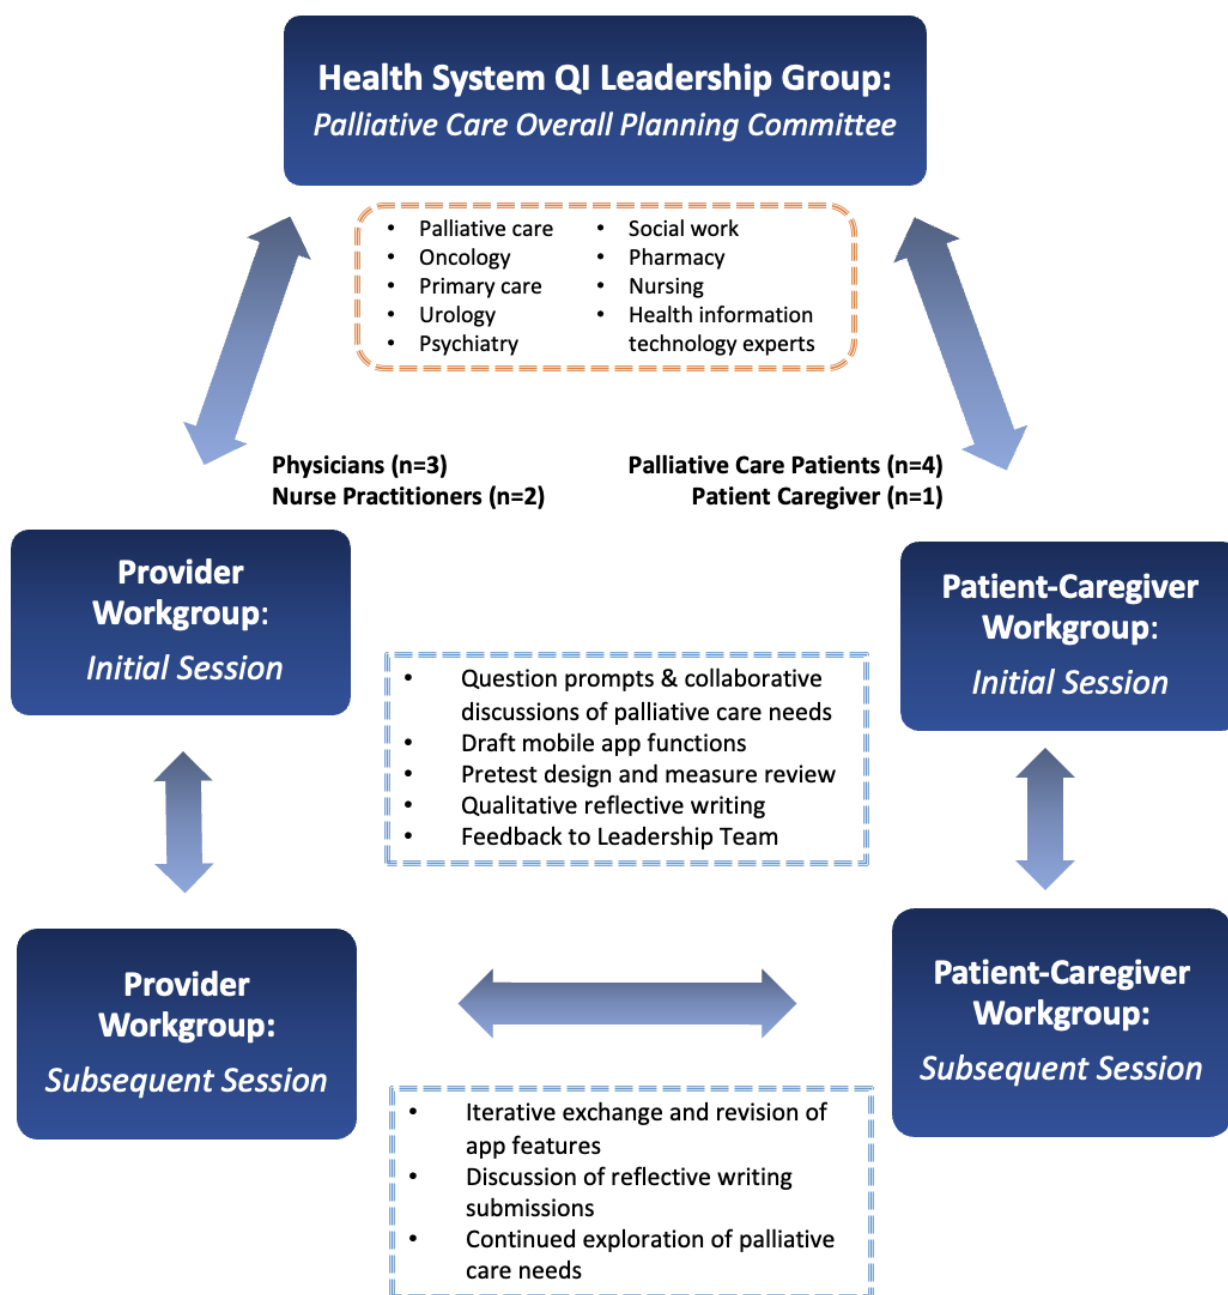 Health System QI Leadership Group:
Palliative Care Overall Planning Committee
• Palliative care
• Oncology
• Primary care
• Urology
• Psychiatry
• Social work
• Pharmacy
• Nursing
• Health information
technology experts
Physicians (n=3)
Nurse Practitioners (n=2)
Palliative Care Patients (n=4)
Patient Caregiver (n=1)
Provider
Workgroup:
Initial Session
Patient-Caregiver
Workgroup:
Initial Session
• Question prompts & collaborative
discussions of palliative care needs
• Draft mobile app functions
• Pretest design and measure review
• Qualitative reflective writing
• Feedback to Leadership Team
Provider
Workgroup:
Subsequent Session
Patient-Caregiver
Workgroup:
Subsequent Session
• Iterative exchange and revision of
app features
• Discussion of reflective writing
submissions
• Continued exploration of palliative
care needs